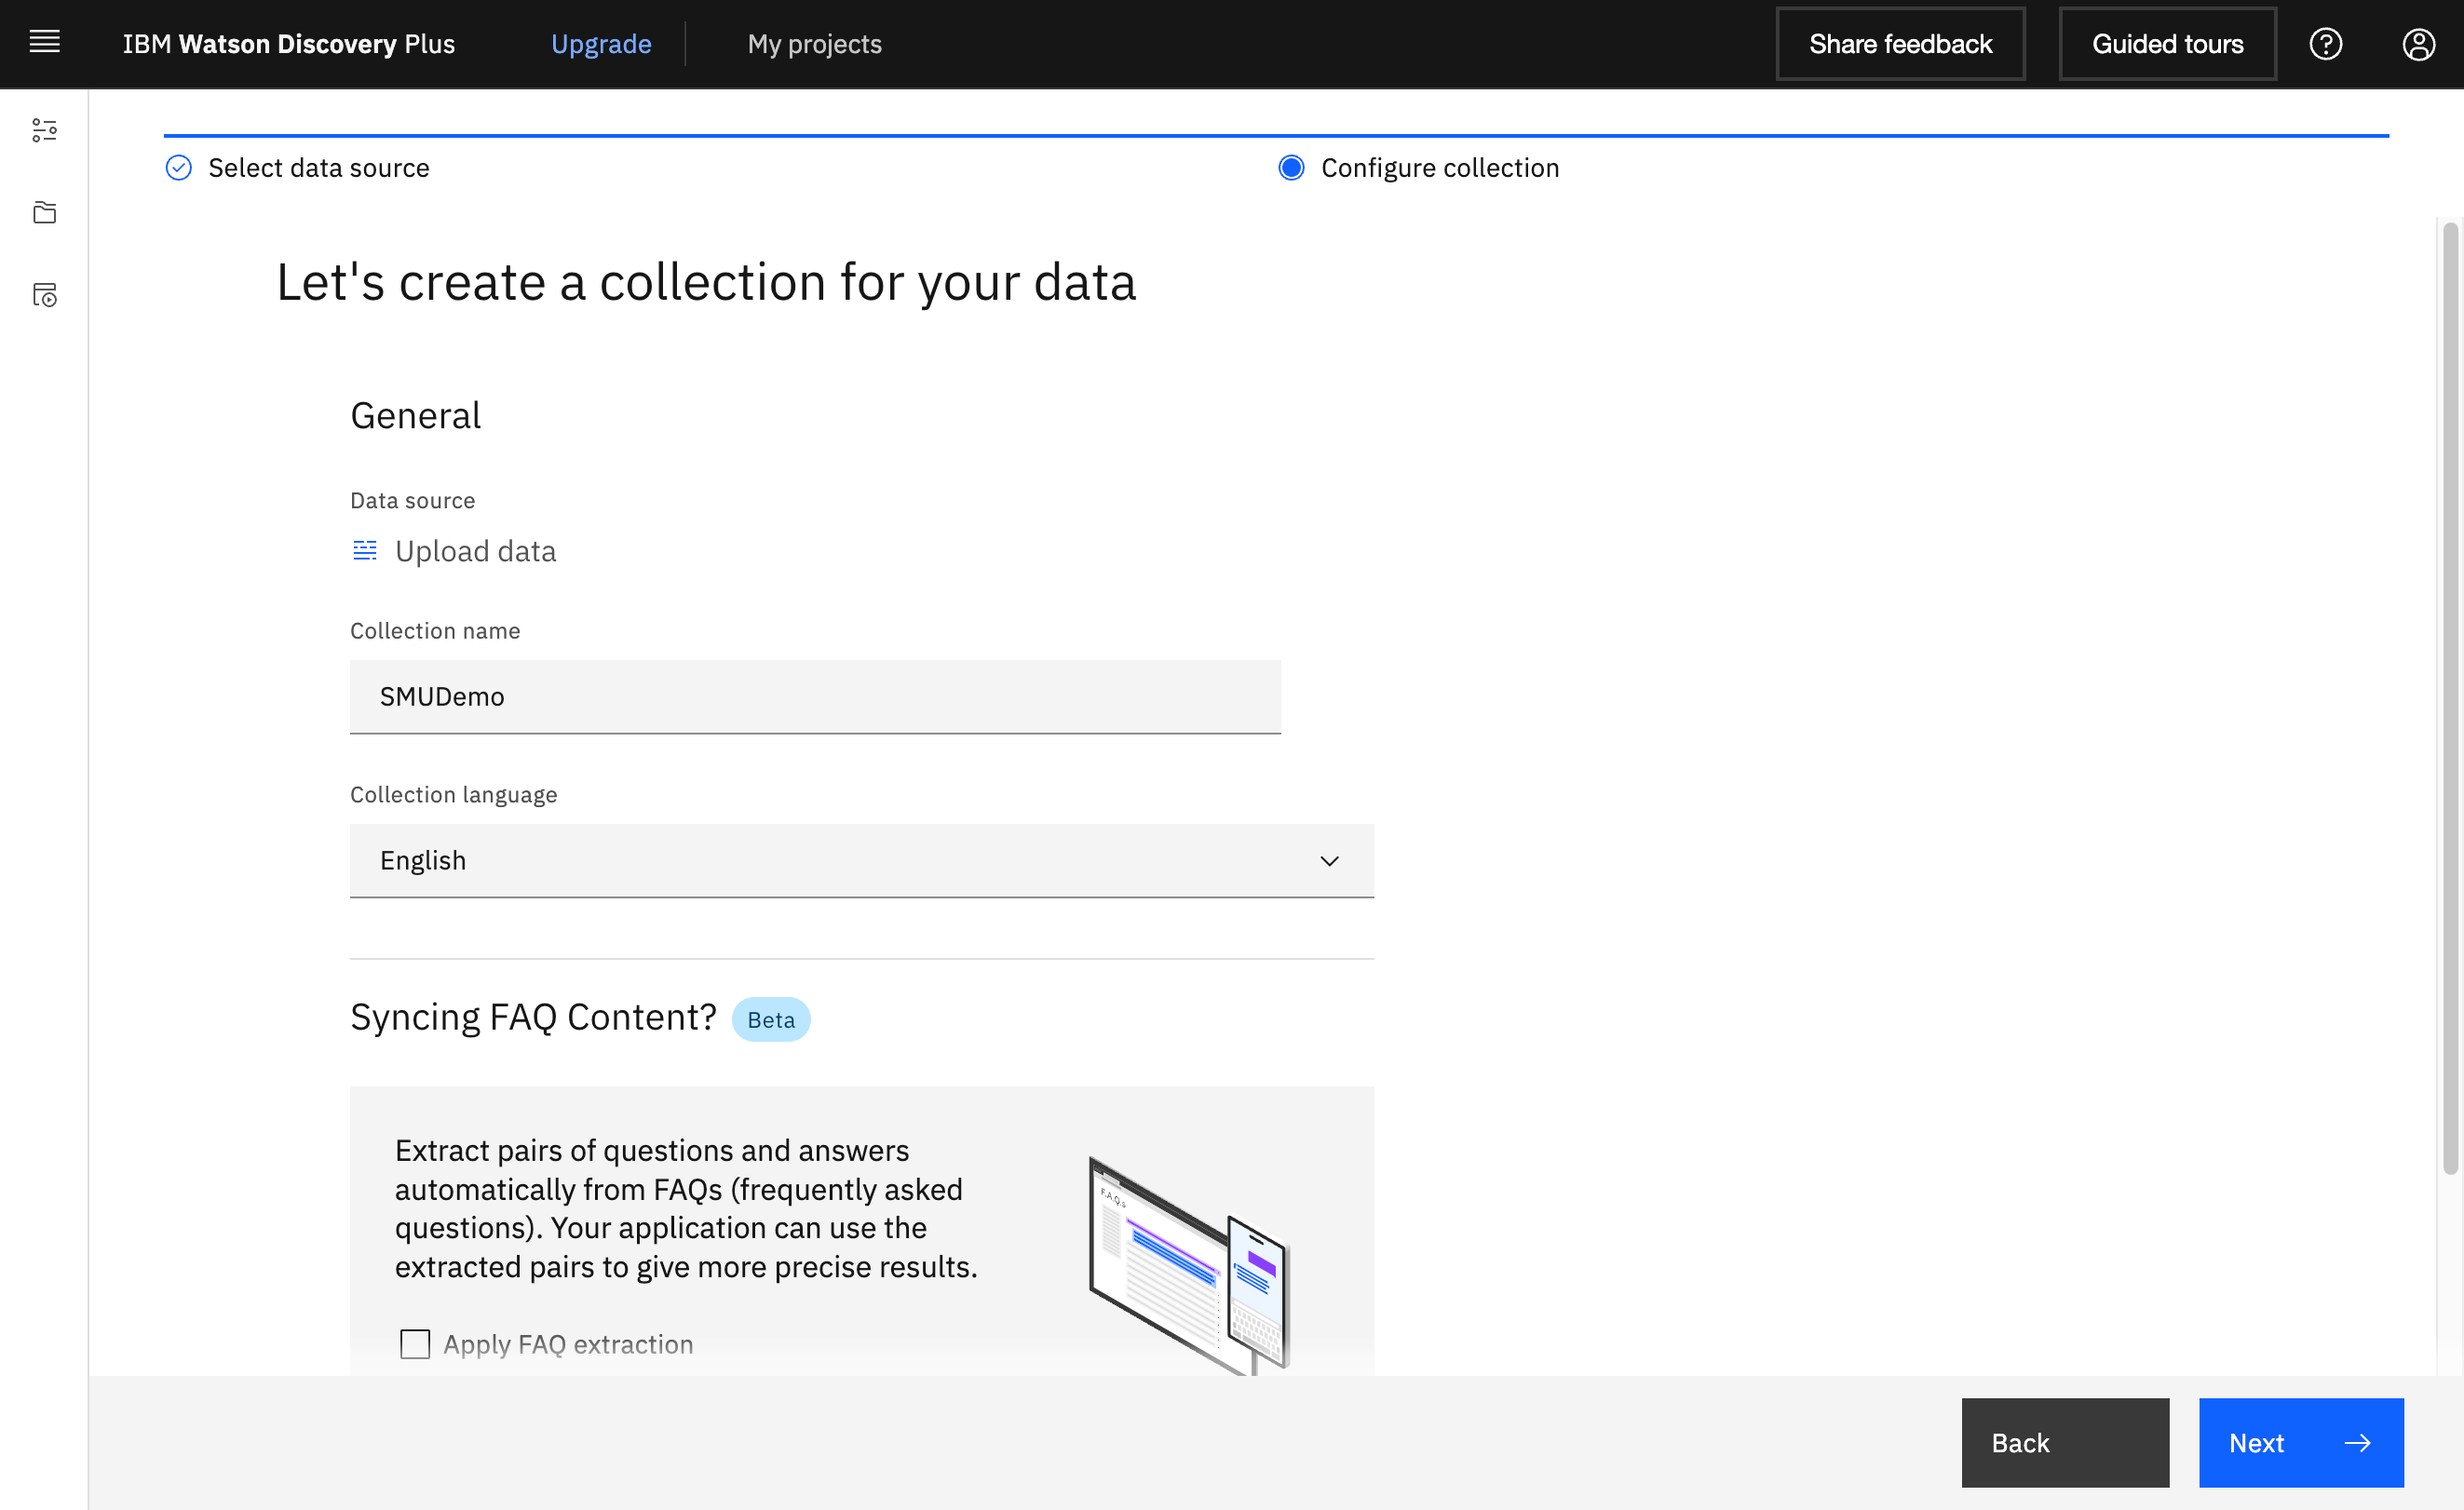 IBM Watson Discovery Plus
Upgrade
My projects
Share feedback
Guided tours
Select data source
Configure collection
Let's create a collection for your data
General
Data source
Upload data
Collection name
SMUDemo
Collection language
English
Syncing FAQ Content?
Beta
Extract pairs of questions and answers
automatically from FAQs (frequently asked
questions). Your application can use the
extracted pairs to give more precise results.
F.A.Q.s
Apply FAQ extraction
Back
Next